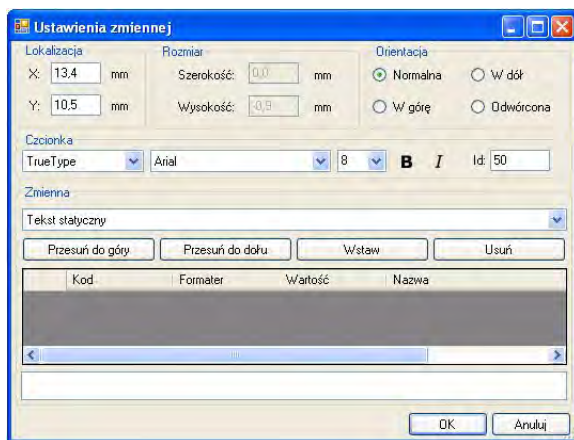 Ustawienia zmiennej
Lokalizacja Rozmiar Orientacja
X: 13,4 mm Szerokość: 0,0 mm Normalna W dół
Y: 10,5 mm Wysokość: -0,9 mm W górę Odwórcona
Czcionka
TrueType Arial 8 B I Id: 50
Zmienna
Tekst statyczny
Przesuń do góry Przesuń do dołu Wstaw Usuń
Kod Formater Wartość Nazwa
OK Anuluj